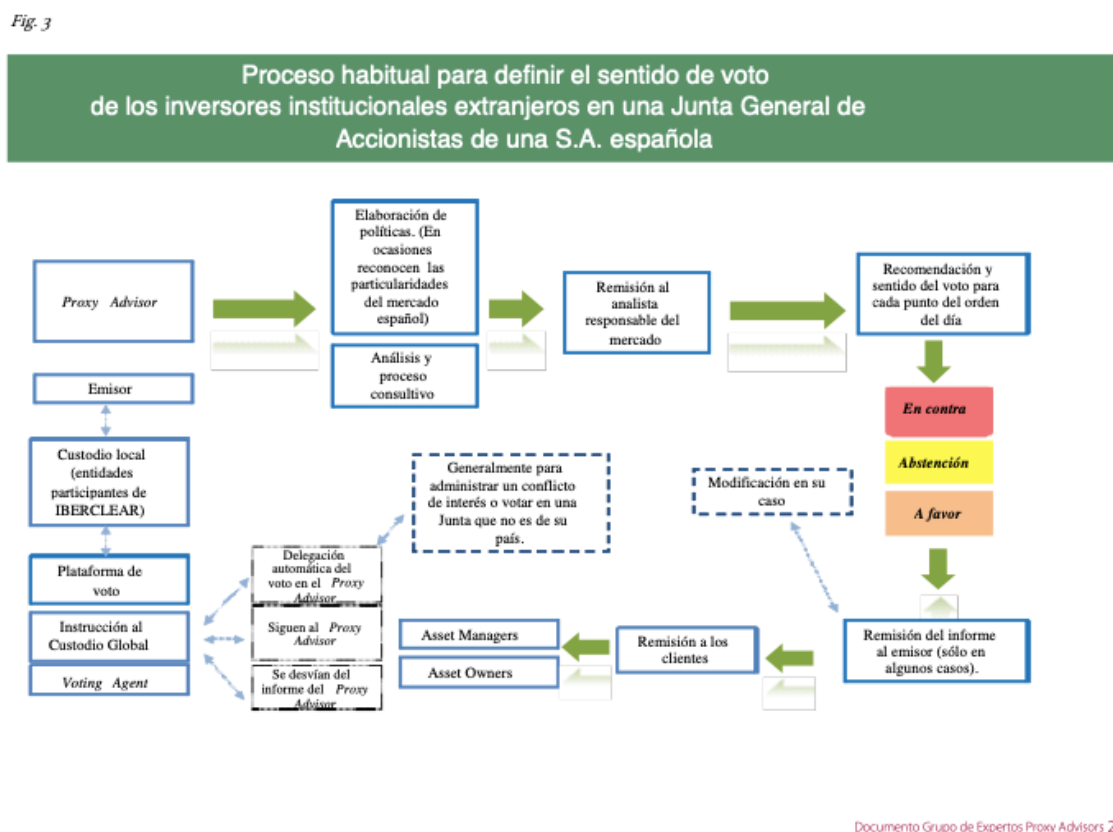 Fig. 3
Proceso habitual para definir el sentido de voto
de los inversores institucionales extranjeros en una Junta General de
Accionistas de una S.A. española
Proxy Advisor
Elaboración de
políticas. (En
ocasiones
reconocen las
particularidades
del mercado
español)
Análisis y
proceso
consultivo
Remisión al
analista
responsable del
mercado
Recomendación y
sentido del voto para
cada punto del orden
del día
En contra
Abstención
A favor
Emisor
Custodio local
(entidades
participantes de
IBERCLEAR)
Plataforma de
voto
Instrucción al
Custodio Global
Voting Agent
Generalmente para
administrar un conflicto
de interés o votar en una
Junta que no es de su
país.
Modificación en su
caso
Delegación
automática del
voto en el Proxy
Advisor
Siguen al Proxy
Advisor
Se desvían del
informe del Proxy
Advisor
Asset Managers
Asset Owners
Remisión a los
clientes
Remisión del informe
al emisor (sólo en
algunos casos).
Documento Grupo de Expertos Proxy Advisors 2